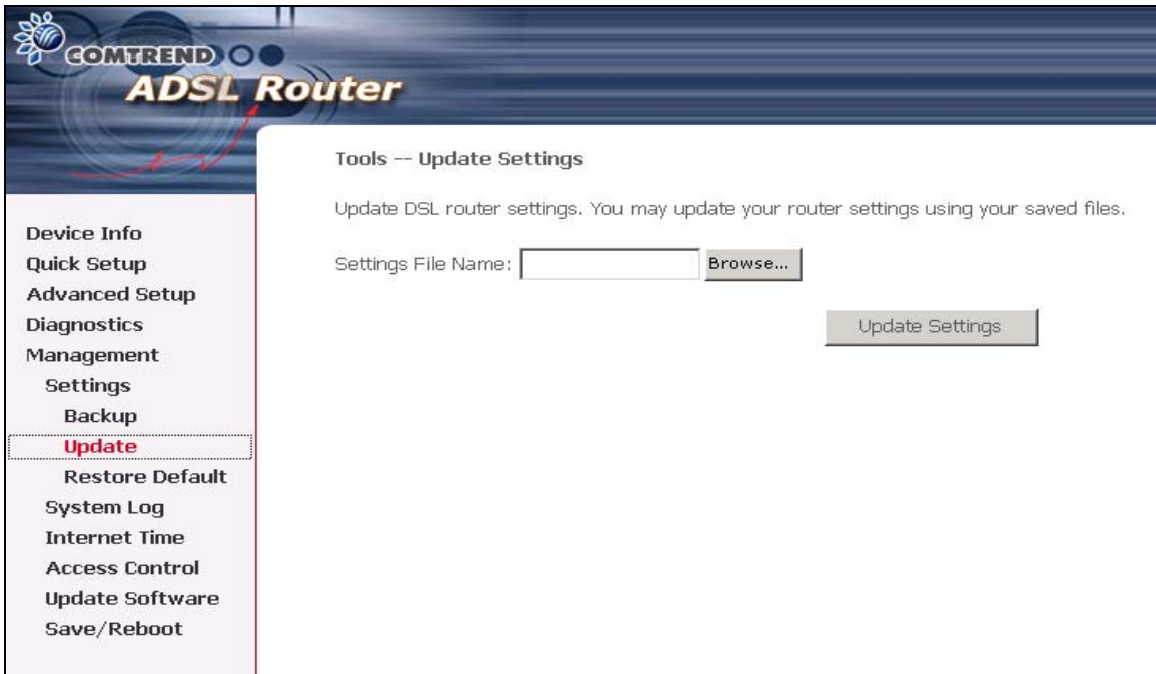 COMTREND
ADSL Router
Tools -- Update Settings
Update DSL router settings. You may update your router settings using your saved files.
Settings File Name:
Browse...
Update Settings
Device Info
Quick Setup
Advanced Setup
Diagnostics
Management
Settings
Backup
Update
Restore Default
System Log
Internet Time
Access Control
Update Software
Save/Reboot